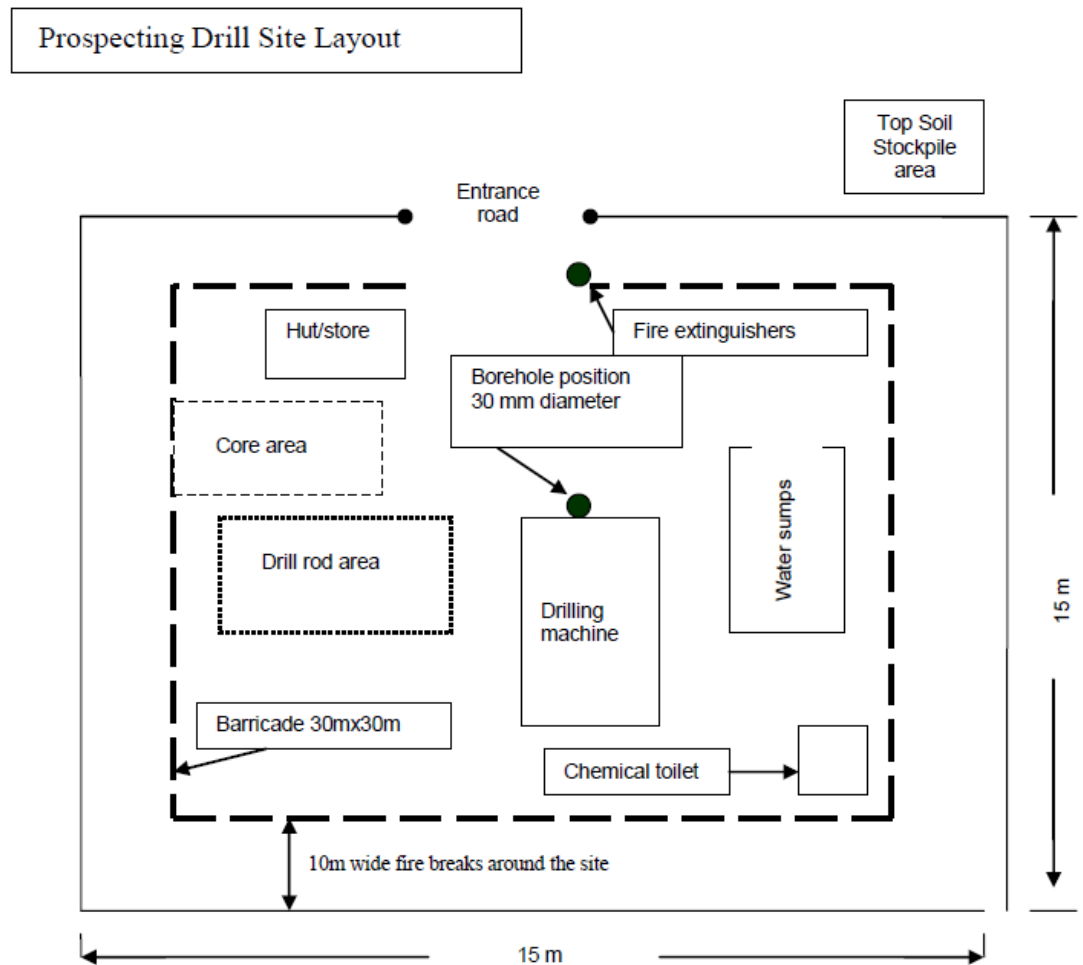 Prospecting Drill Site Layout
Top Soil
Stockpile
area
Entrance
road
Hut/store
Fire extinguishers
Borehole position
30 mm diameter
Core area
Water sumps
Drill rod area
Drilling
machine
15 m
Barricade 30mx30m
Chemical toilet
10m wide fire breaks around the site
15 m